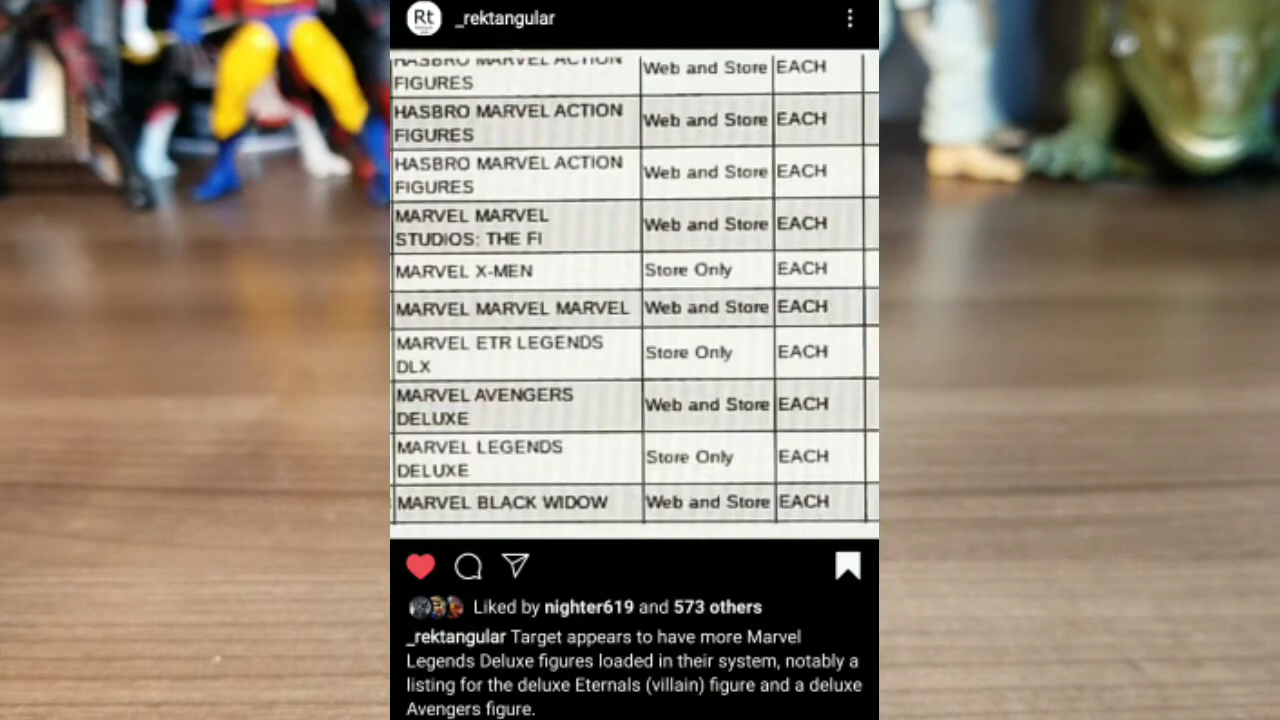 Rt
_rektangular
HASBRO MARVEL ACTION
FIGURES
Web and Store
EACH
HASBRO MARVEL ACTION
FIGURES
Web and Store
EACH
HASBRO MARVEL ACTION
FIGURES
Web and Store
EACH
MARVEL MARVEL
STUDIOS: THE FI
Web and Store
EACH
MARVEL X-MEN
Store Only
EACH
MARVEL MARVEL MARVEL
Web and Store
EACH
MARVEL ETR LEGENDS
DLX
Store Only
EACH
MARVEL AVENGERS
DELUXE
Web and Store
EACH
MARVEL LEGENDS
DELUXE
Store Only
EACH
MARVEL BLACK WIDOW
Web and Store
EACH
Liked by nighter619 and 573 others
_rektangular Target appears to have more Marvel
Legends Deluxe figures loaded in their system, notably a
listing for the deluxe Eternals (villain) figure and a deluxe
Avengers figure.